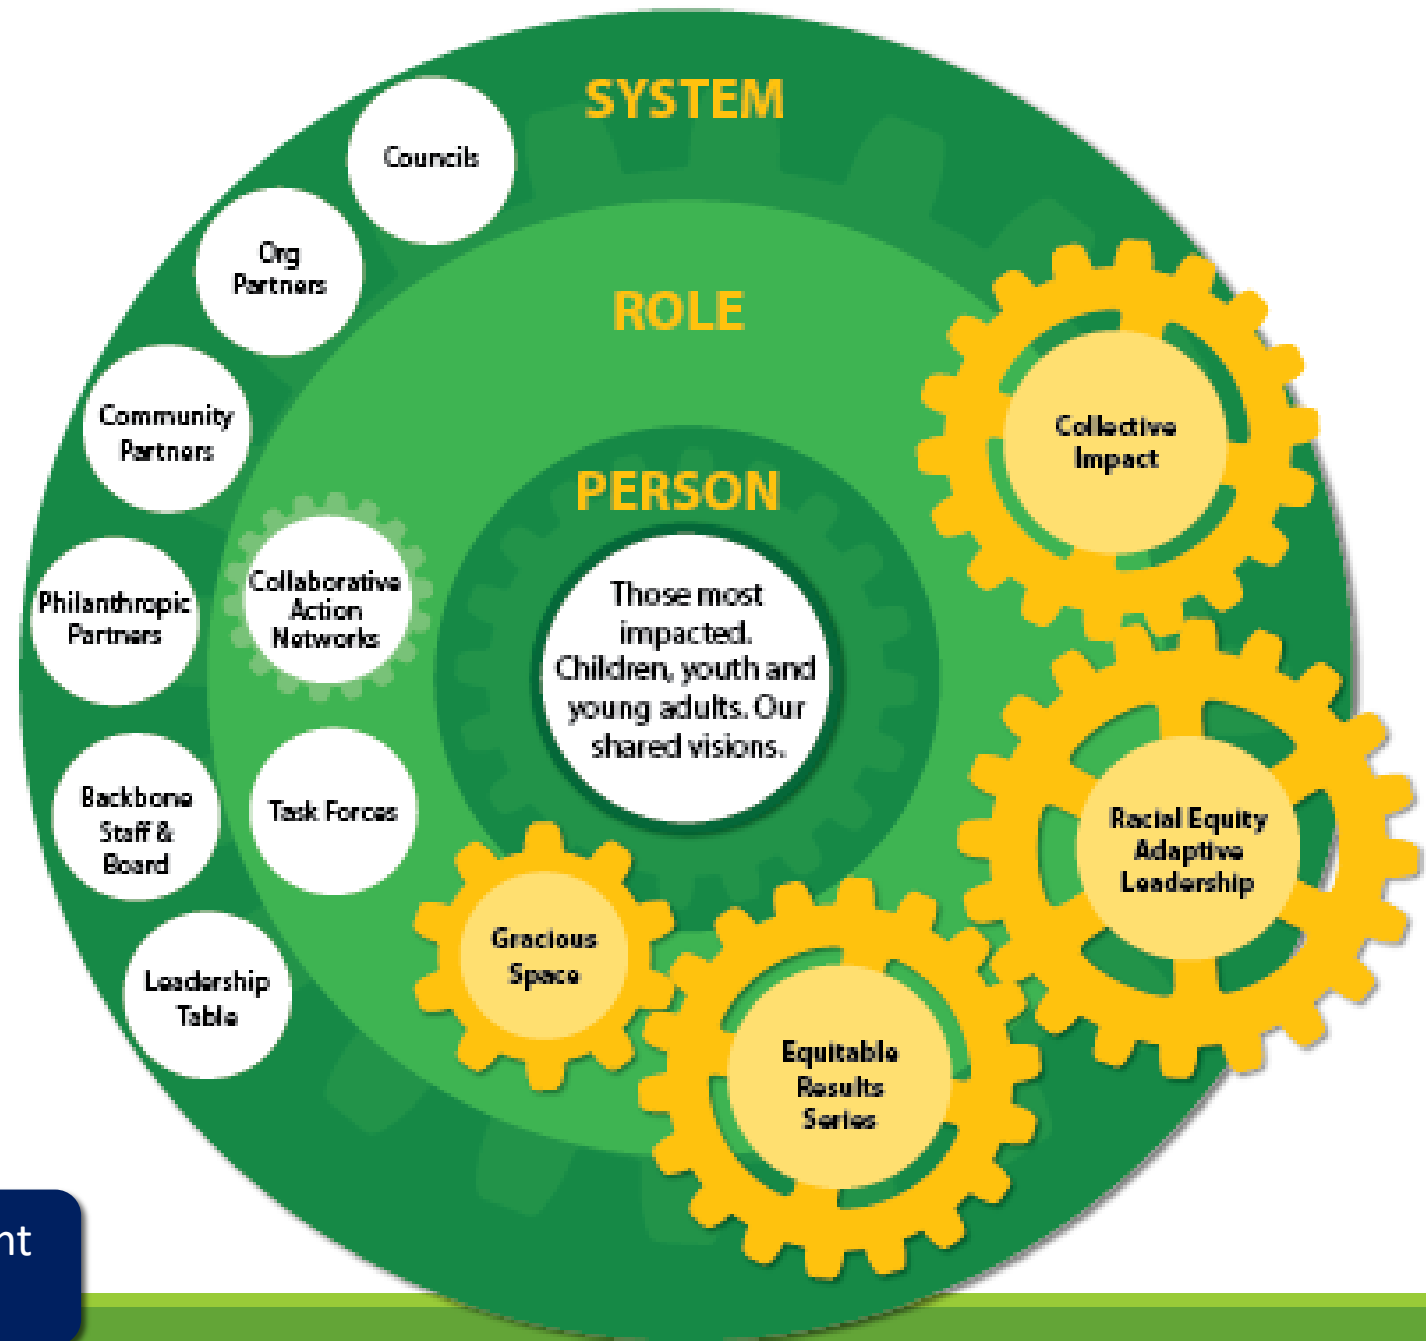 SYSTEM
Councils
Org
Partners
ROLE
Community
Partners
Collective
Impact
PERSON
Philanthropic
Partners
Collaborative
Action
Networks
Those most
impacted.
Children, youth and
young adults. Our
shared visions.
Backbone
Staff &
Board
Task Forces
Racial Equity
Adaptive
Leadership
Gracious
Space
Leadership
Table
Equitable
Results
Series
nt